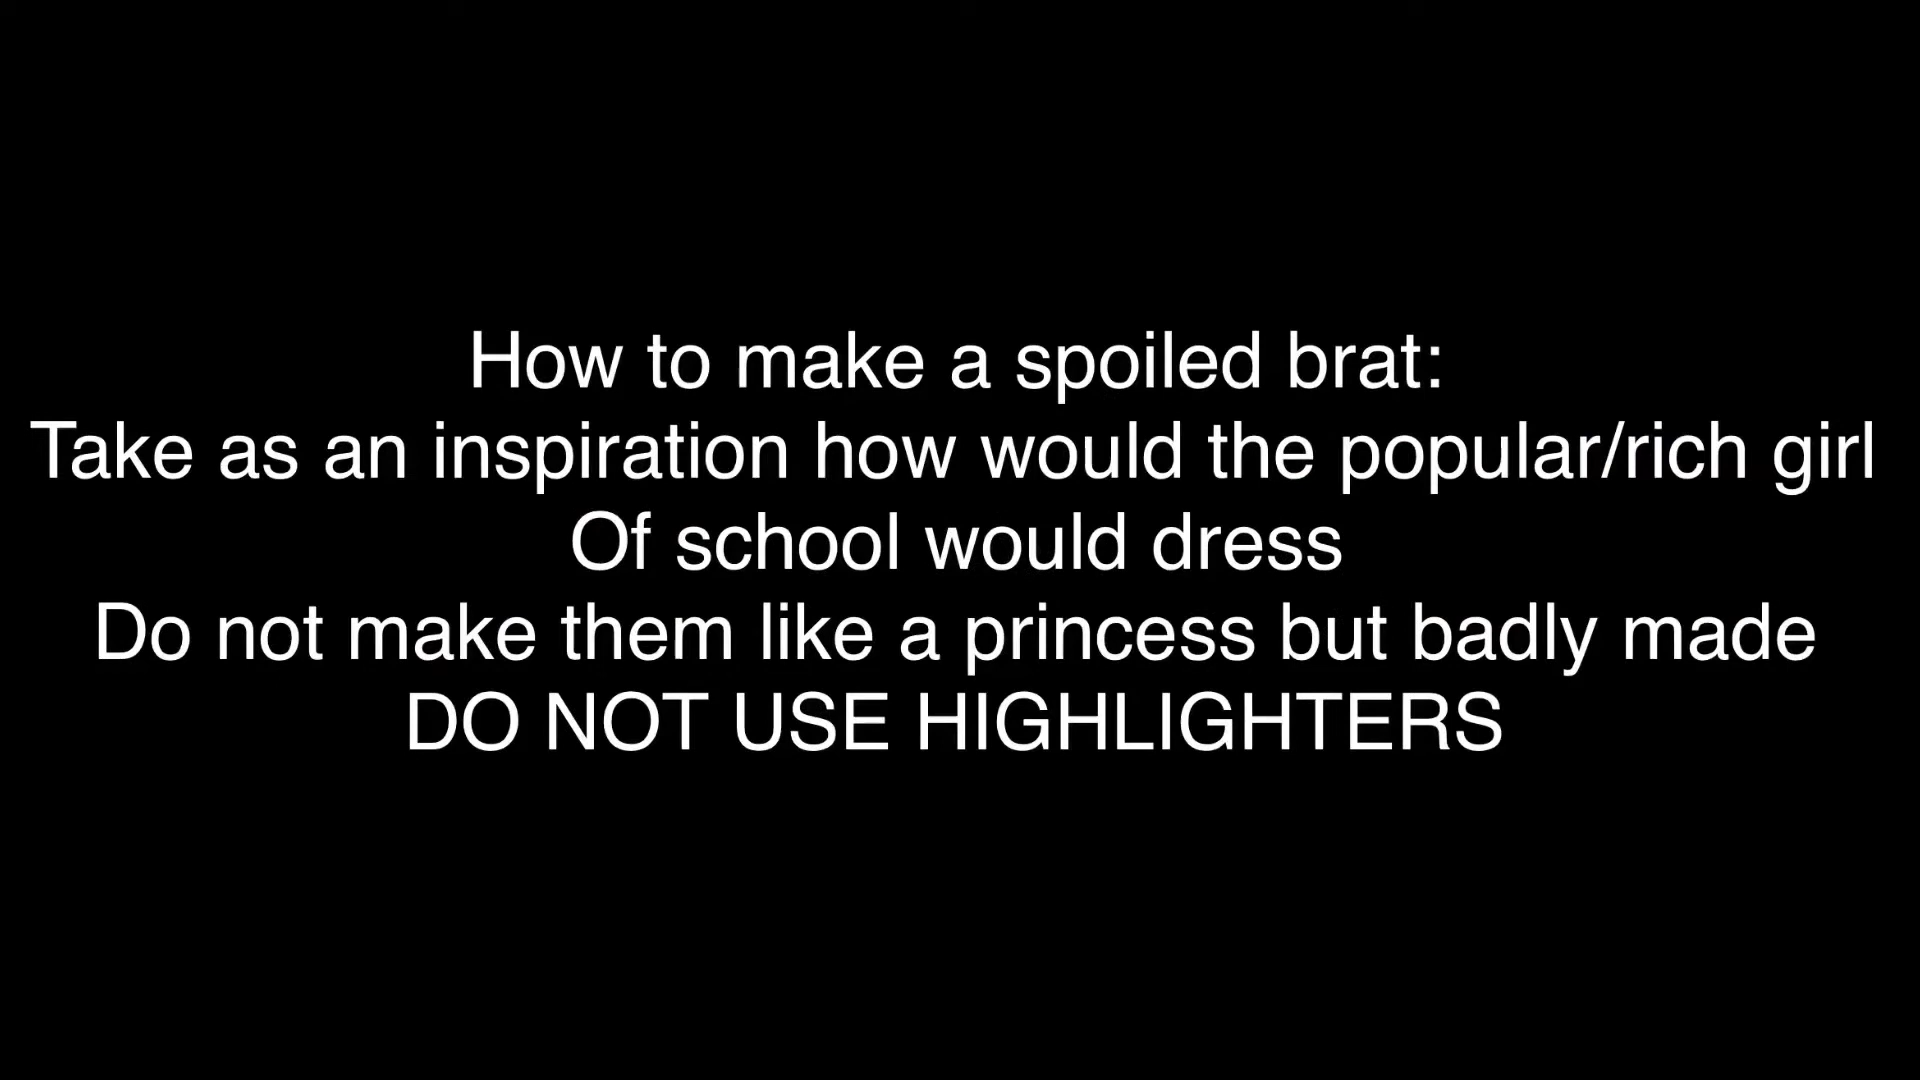 How to make a spoiled brat:
Take as an inspiration how would the popular/rich girl
Of school would dress
Do not make them like a princess but badly made
DO NOT USE HIGHLIGHTERS